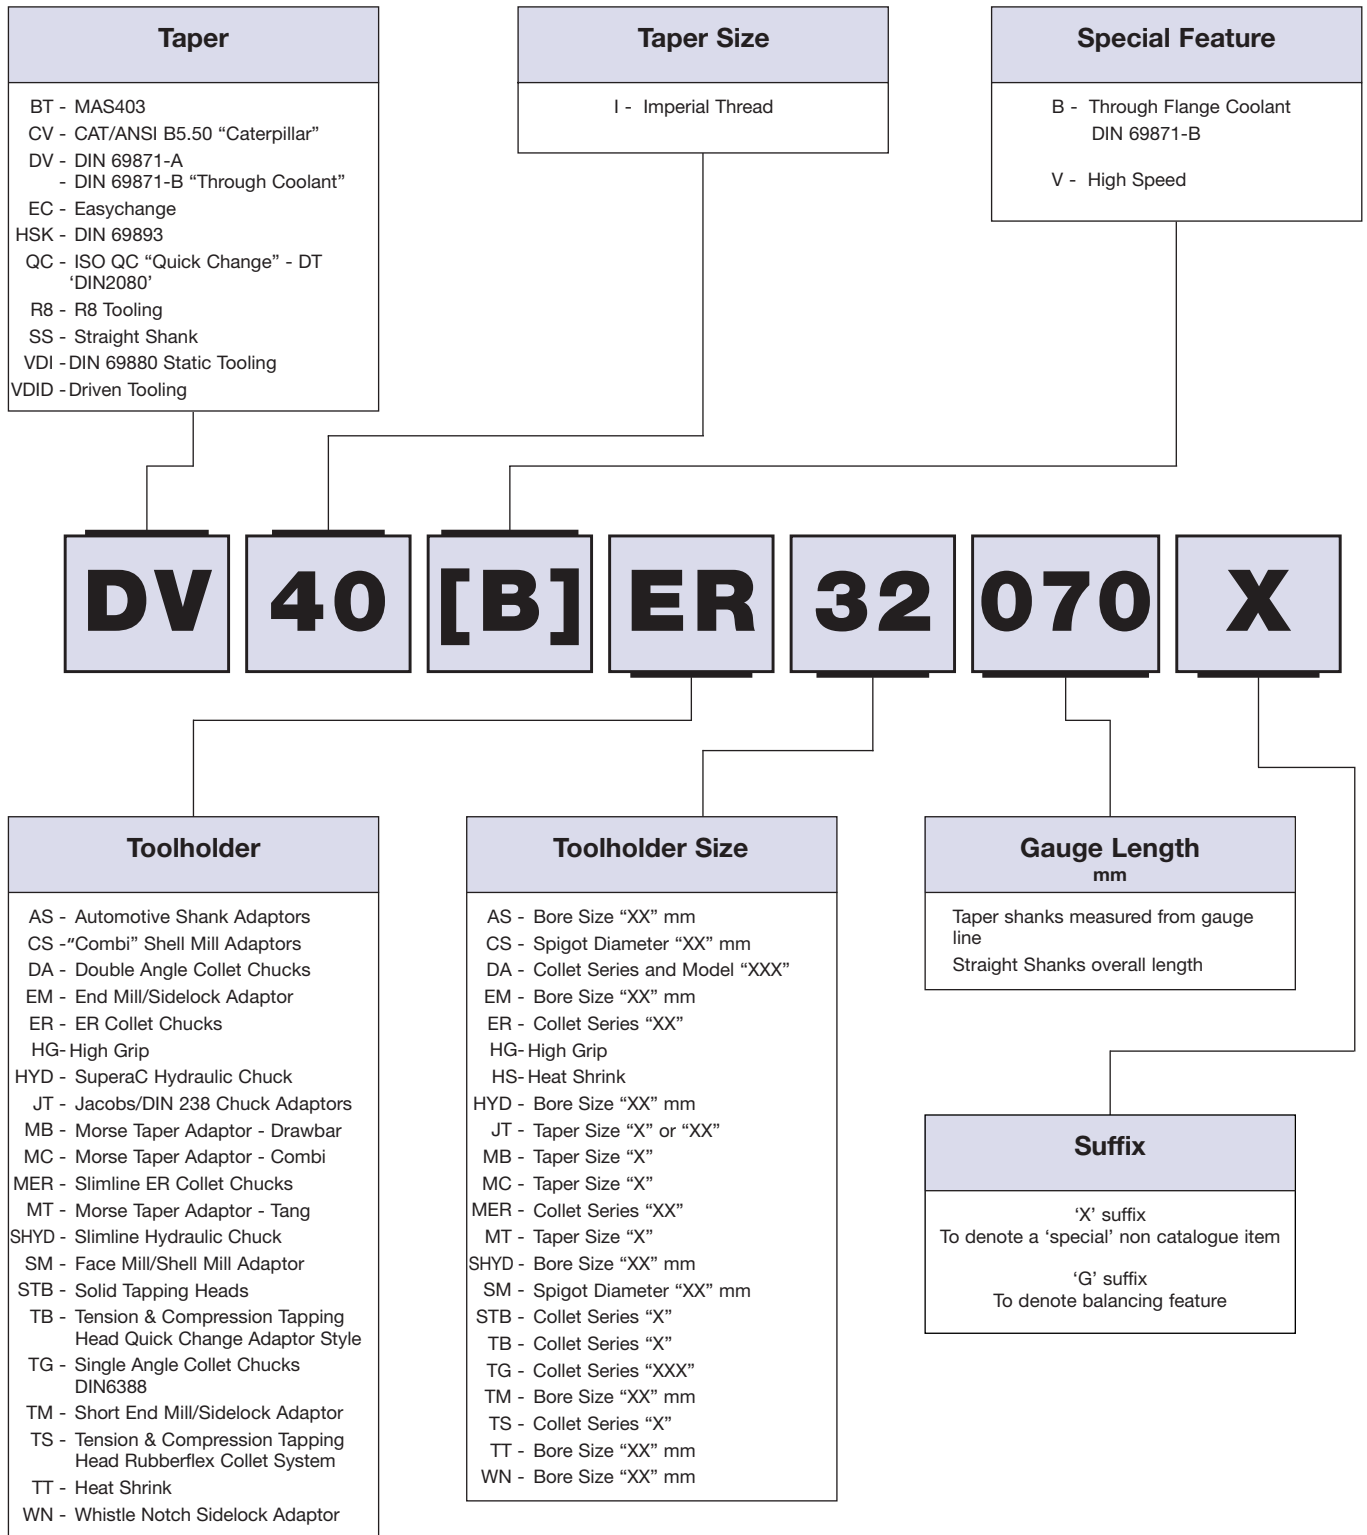 Taper
BT - MAS403
CV - CAT/ANSI B5.50 “Caterpillar”
DV - DIN 69871-A
- DIN 69871-B “Through Coolant”
EC - Easychange
HSK - DIN 69893
QC - ISO QC “Quick Change” - DT
‘DIN2080’
R8 - R8 Tooling
SS - Straight Shank
VDI - DIN 69880 Static Tooling
VDID - Driven Tooling
Taper Size
I - Imperial Thread
Special Feature
B - Through Flange Coolant
DIN 69871-B
V - High Speed
DV 40 [B] ER 32 070 X
Toolholder
AS - Automotive Shank Adaptors
CS -“Combi” Shell Mill Adaptors
DA - Double Angle Collet Chucks
EM - End Mill/Sidelock Adaptor
ER - ER Collet Chucks
HG- High Grip
HYD - SuperaC Hydraulic Chuck
JT - Jacobs/DIN 238 Chuck Adaptors
MB - Morse Taper Adaptor - Drawbar
MC - Morse Taper Adaptor - Combi
MER - Slimline ER Collet Chucks
MT - Morse Taper Adaptor - Tang
SHYD - Slimline Hydraulic Chuck
SM - Face Mill/Shell Mill Adaptor
STB - Solid Tapping Heads
TB - Tension & Compression Tapping
Head Quick Change Adaptor Style
TG - Single Angle Collet Chucks
DIN6388
TM - Short End Mill/Sidelock Adaptor
TS - Tension & Compression Tapping
Head Rubberflex Collet System
TT - Heat Shrink
WN - Whistle Notch Sidelock Adaptor
Toolholder Size
AS - Bore Size “XX” mm
CS - Spigot Diameter “XX” mm
DA - Collet Series and Model “XXX”
EM - Bore Size “XX” mm
ER - Collet Series “XX”
HG- High Grip
HS- Heat Shrink
HYD - Bore Size “XX” mm
JT - Taper Size “X” or “XX”
MB - Taper Size “X”
MC - Taper Size “X”
MER - Collet Series “XX”
MT - Taper Size “X”
SHYD - Bore Size “XX” mm
SM - Spigot Diameter “XX” mm
STB - Collet Series “X”
TB - Collet Series “X”
TG - Collet Series “XXX”
TM - Bore Size “XX” mm
TS - Collet Series “X”
TT - Bore Size “XX” mm
WN - Bore Size “XX” mm
Gauge Length
mm
Taper shanks measured from gauge
line
Straight Shanks overall length
Suffix
‘X’ suffix
To denote a ‘special’ non catalogue item
‘G’ suffix
To denote balancing feature